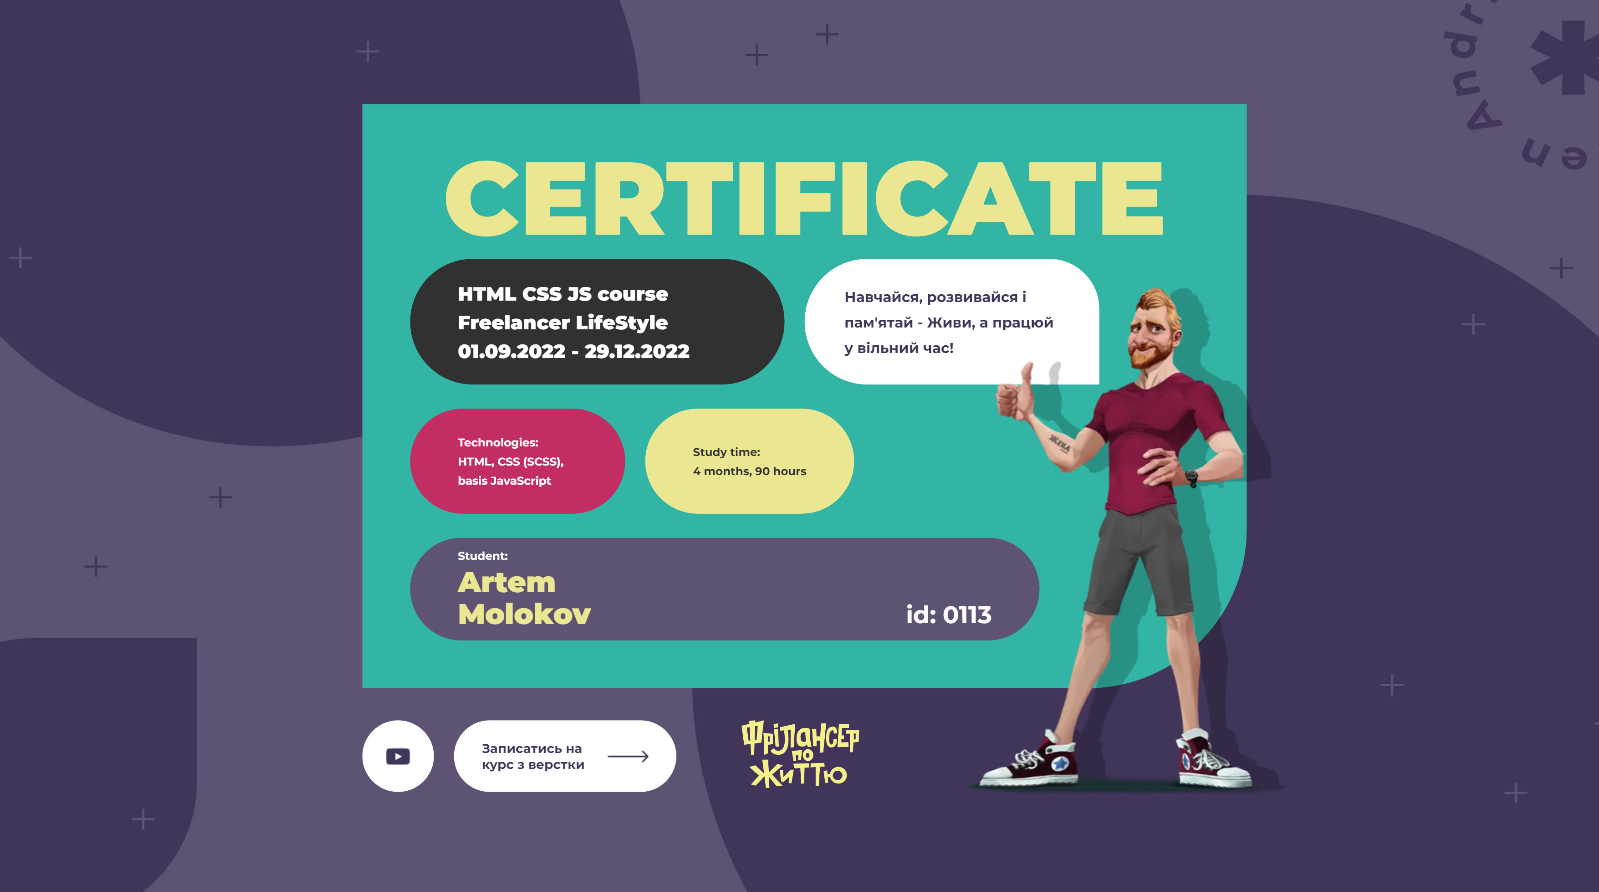 CERTIFICATE
HTML CSS JS course
Freelancer LifeStyle
01.09.2022 - 29.12.2022
Навчайся, розвивайся і
пам'ятай - Живи, а працюй
у вільний час!
Technologies:
HTML, CSS (SCSS),
basis JavaScript
Study time:
4 months, 90 hours
Student:
Artem
Molokov
id: 0113
Записатись на
курс з верстки
Фрілансер
по
Життю